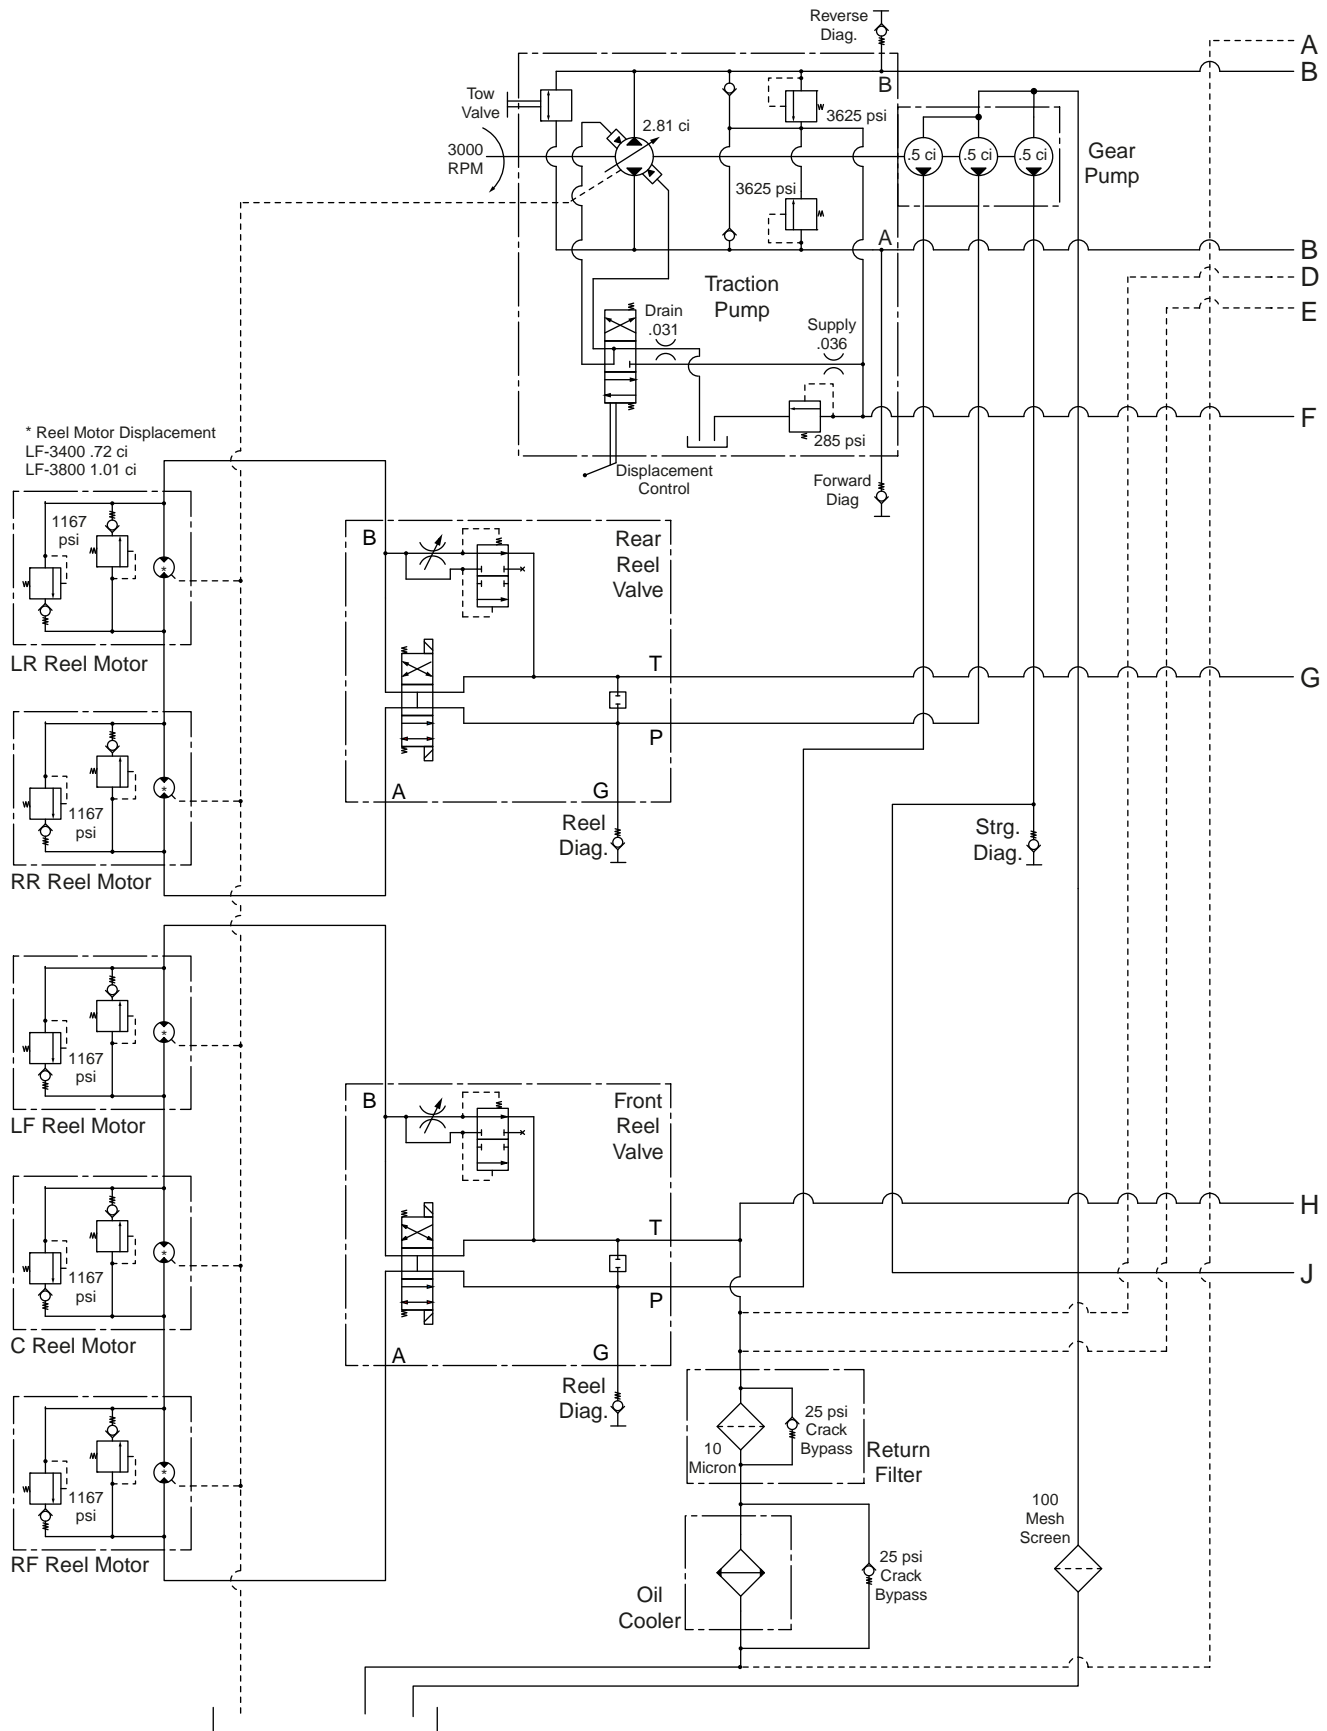 Reverse
Diag.
A
B
B
Tow
Valve
3625 psi
2.81 ci
3000
RPM
.5 ci
.5 ci
.5 ci
Gear
Pump
3625 psi
A
B
D
Traction
Pump
E
Drain
.031
Supply
.036
F
285 psi
* Reel Motor Displacement
LF-3400 .72 ci
LF-3800 1.01 ci
Displacement
Control
Forward
Diag
1167
psi
*
B
Rear
Reel
Valve
LR Reel Motor
T
G
P
*
1167
psi
A
G
Reel
Diag.
Strg.
Diag.
RR Reel Motor
*
1167
psi
LF Reel Motor
B
Front
Reel
Valve
H
T
*
1167
psi
J
P
C Reel Motor
A
G
Reel
Diag.
25 psi
Crack
Bypass
10
Micron
Return
Filter
*
1167
psi
RF Reel Motor
100
Mesh
Screen
25 psi
Crack
Bypass
Oil
Cooler